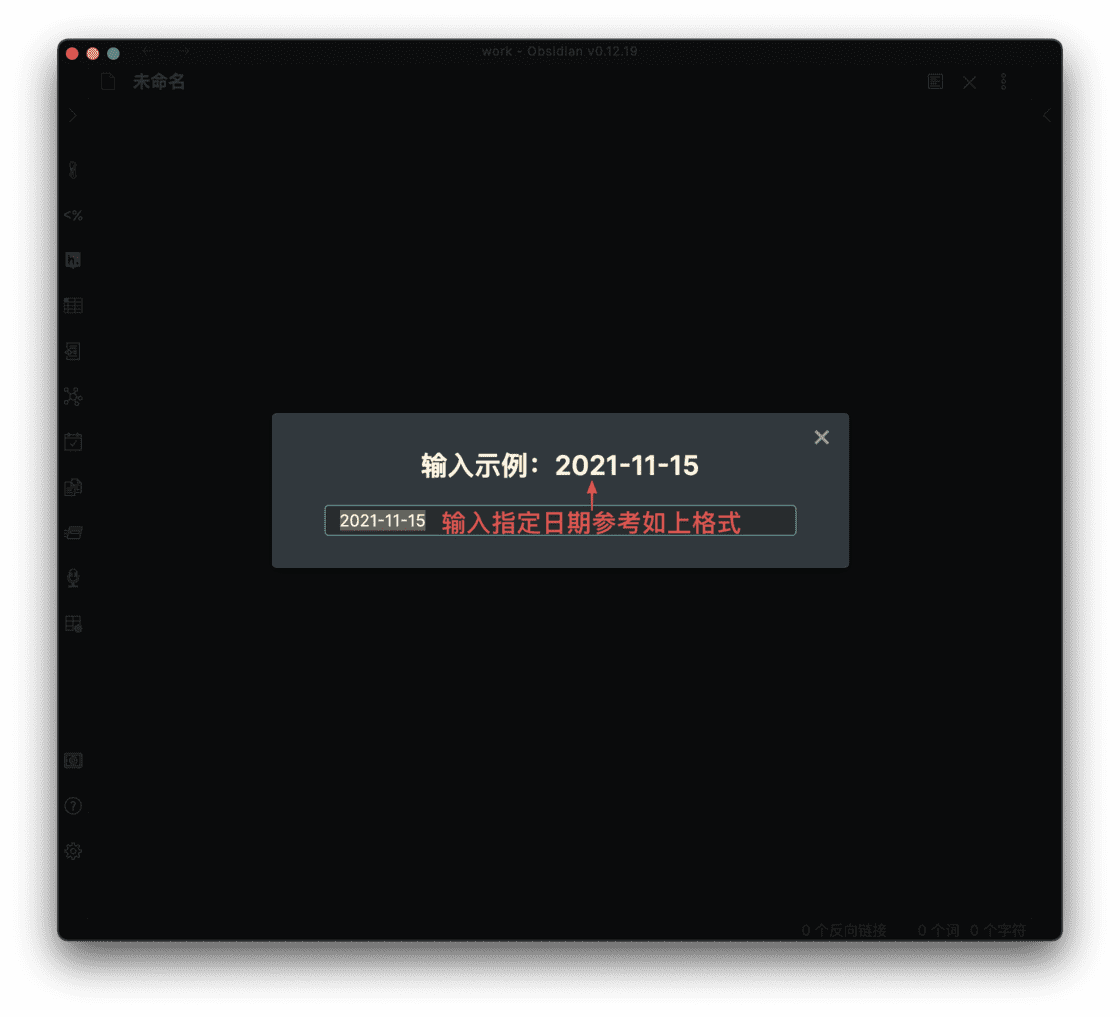 work - Obsidian v0.12.19
未命名
<%
h.
输入示例：2021-11-15
2021-11-15 输入指定日期参考如上格式
0 个反向链接 0 个词 0 个字符